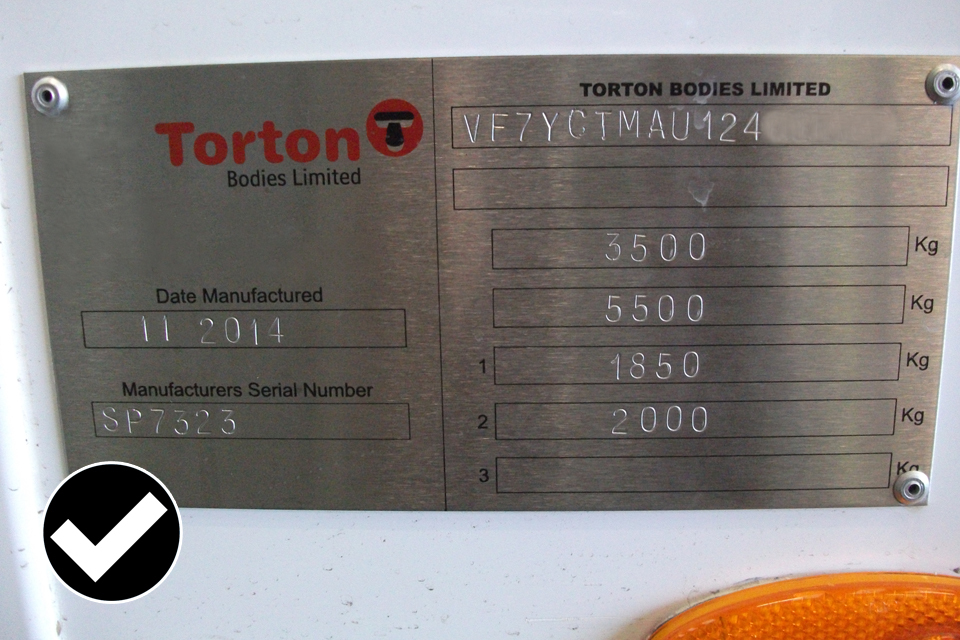 Torton
Bodies Limited
Date Manufactured
11 2014
Manufacturers Serial Number
SP7323
TORTON BODIES LIMITED
VF7YCTMAU124
3500 Kg
5500 Kg
1 1850 Kg
2 2000 Kg
3 Kg